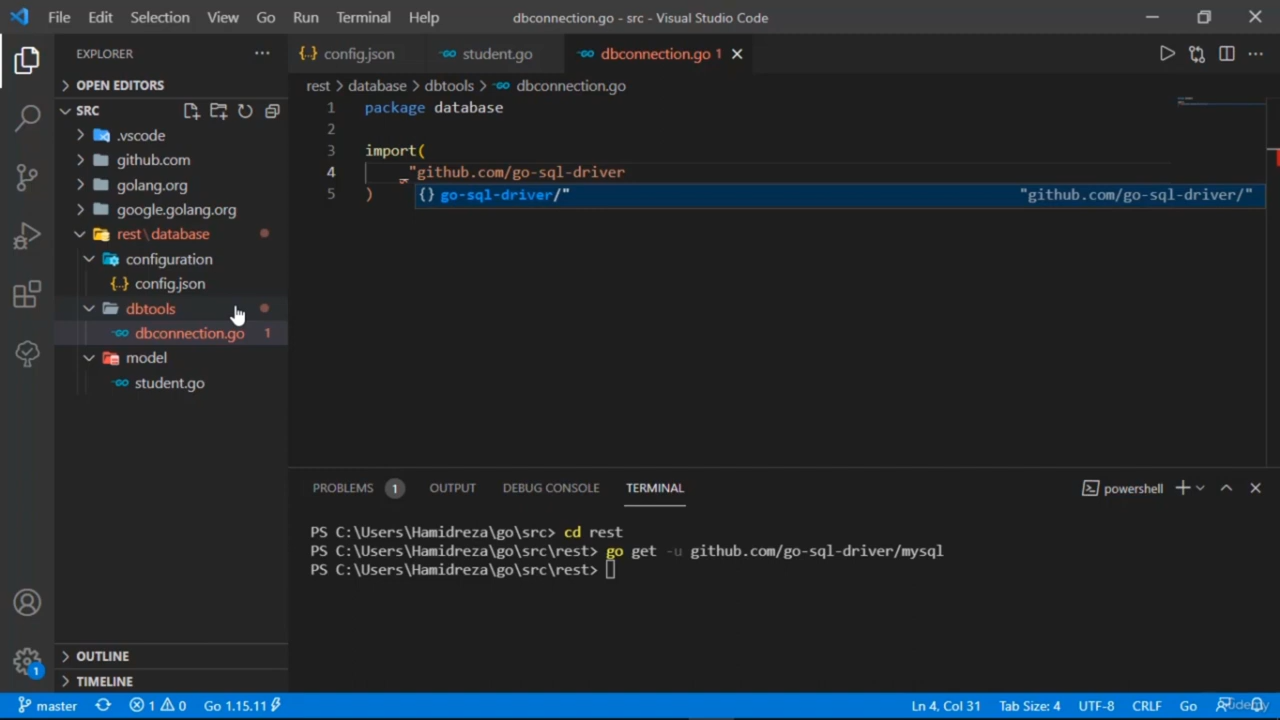 File Edit Selection View Go Run Terminal Help dbconnection.go - src - Visual Studio Code
EXPLORER ...
config.json student.go dbconnection.go 1
OPEN EDITORS
rest > database > dbtools > dbconnection.go
SRC
.vscode
github.com
golang.org
google.golang.org
rest\database
configuration
{..} config.json
dbtools
dbconnection.go 1
model
student.go
OUTLINE
TIMELINE
1 package database
2
3 import(
4 "github.com/go-sql-driver
5 )
{} go-sql-driver/" "github.com/go-sql-driver/"
PROBLEMS 1 OUTPUT DEBUG CONSOLE TERMINAL powershell
PS C:\Users\Hamidreza\go\src> cd rest
PS C:\Users\Hamidreza\go\src\rest> go get -u github.com/go-sql-driver/mysql
PS C:\Users\Hamidreza\go\src\rest>
1
master 1 0 Go 1.15.11 Ln 4, Col 31 Tab Size: 4 UTF-8 CRLF Go
Udemy